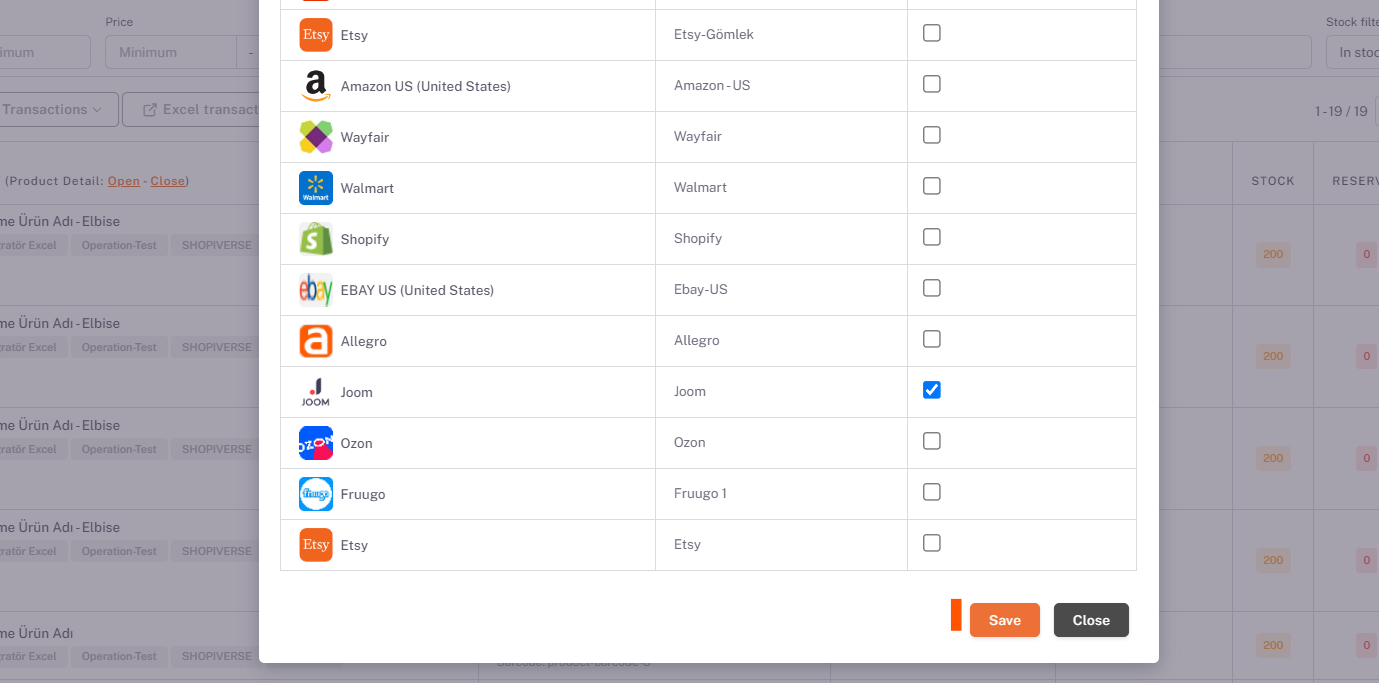 Price
Stock filte
imum
Minimum
-
In stoc
Transactions
Excel transact
1 - 19 / 19
(Product Detail: Open - Close)
STOCK
RESERV
me Ürün Adı - Elbise
gratör Excel
Operation-Test
SHOPIVERSE
200
0
me Ürün Adı - Elbise
gratör Excel
Operation-Test
SHOPIVERSE
200
0
me Ürün Adı - Elbise
gratör Excel
Operation-Test
SHOPIVERSE
200
0
me Ürün Adı - Elbise
gratör Excel
Operation-Test
SHOPIVERSE
200
0
me Ürün Adı
gratör Excel
Operation-Test
SHOPIVERSE
200
0
Etsy Etsy Etsy-Gömlek
a Amazon US (United States) Amazon - US
Wayfair Wayfair
Walmart Walmart Walmart
S Shopify Shopify
ebay EBAY US (United States) Ebay-US
a Allegro Allegro
JOOM Joom Joom
OZON Ozon Ozon
fruugo Fruugo Fruugo 1
Etsy Etsy Etsy
Save
Close